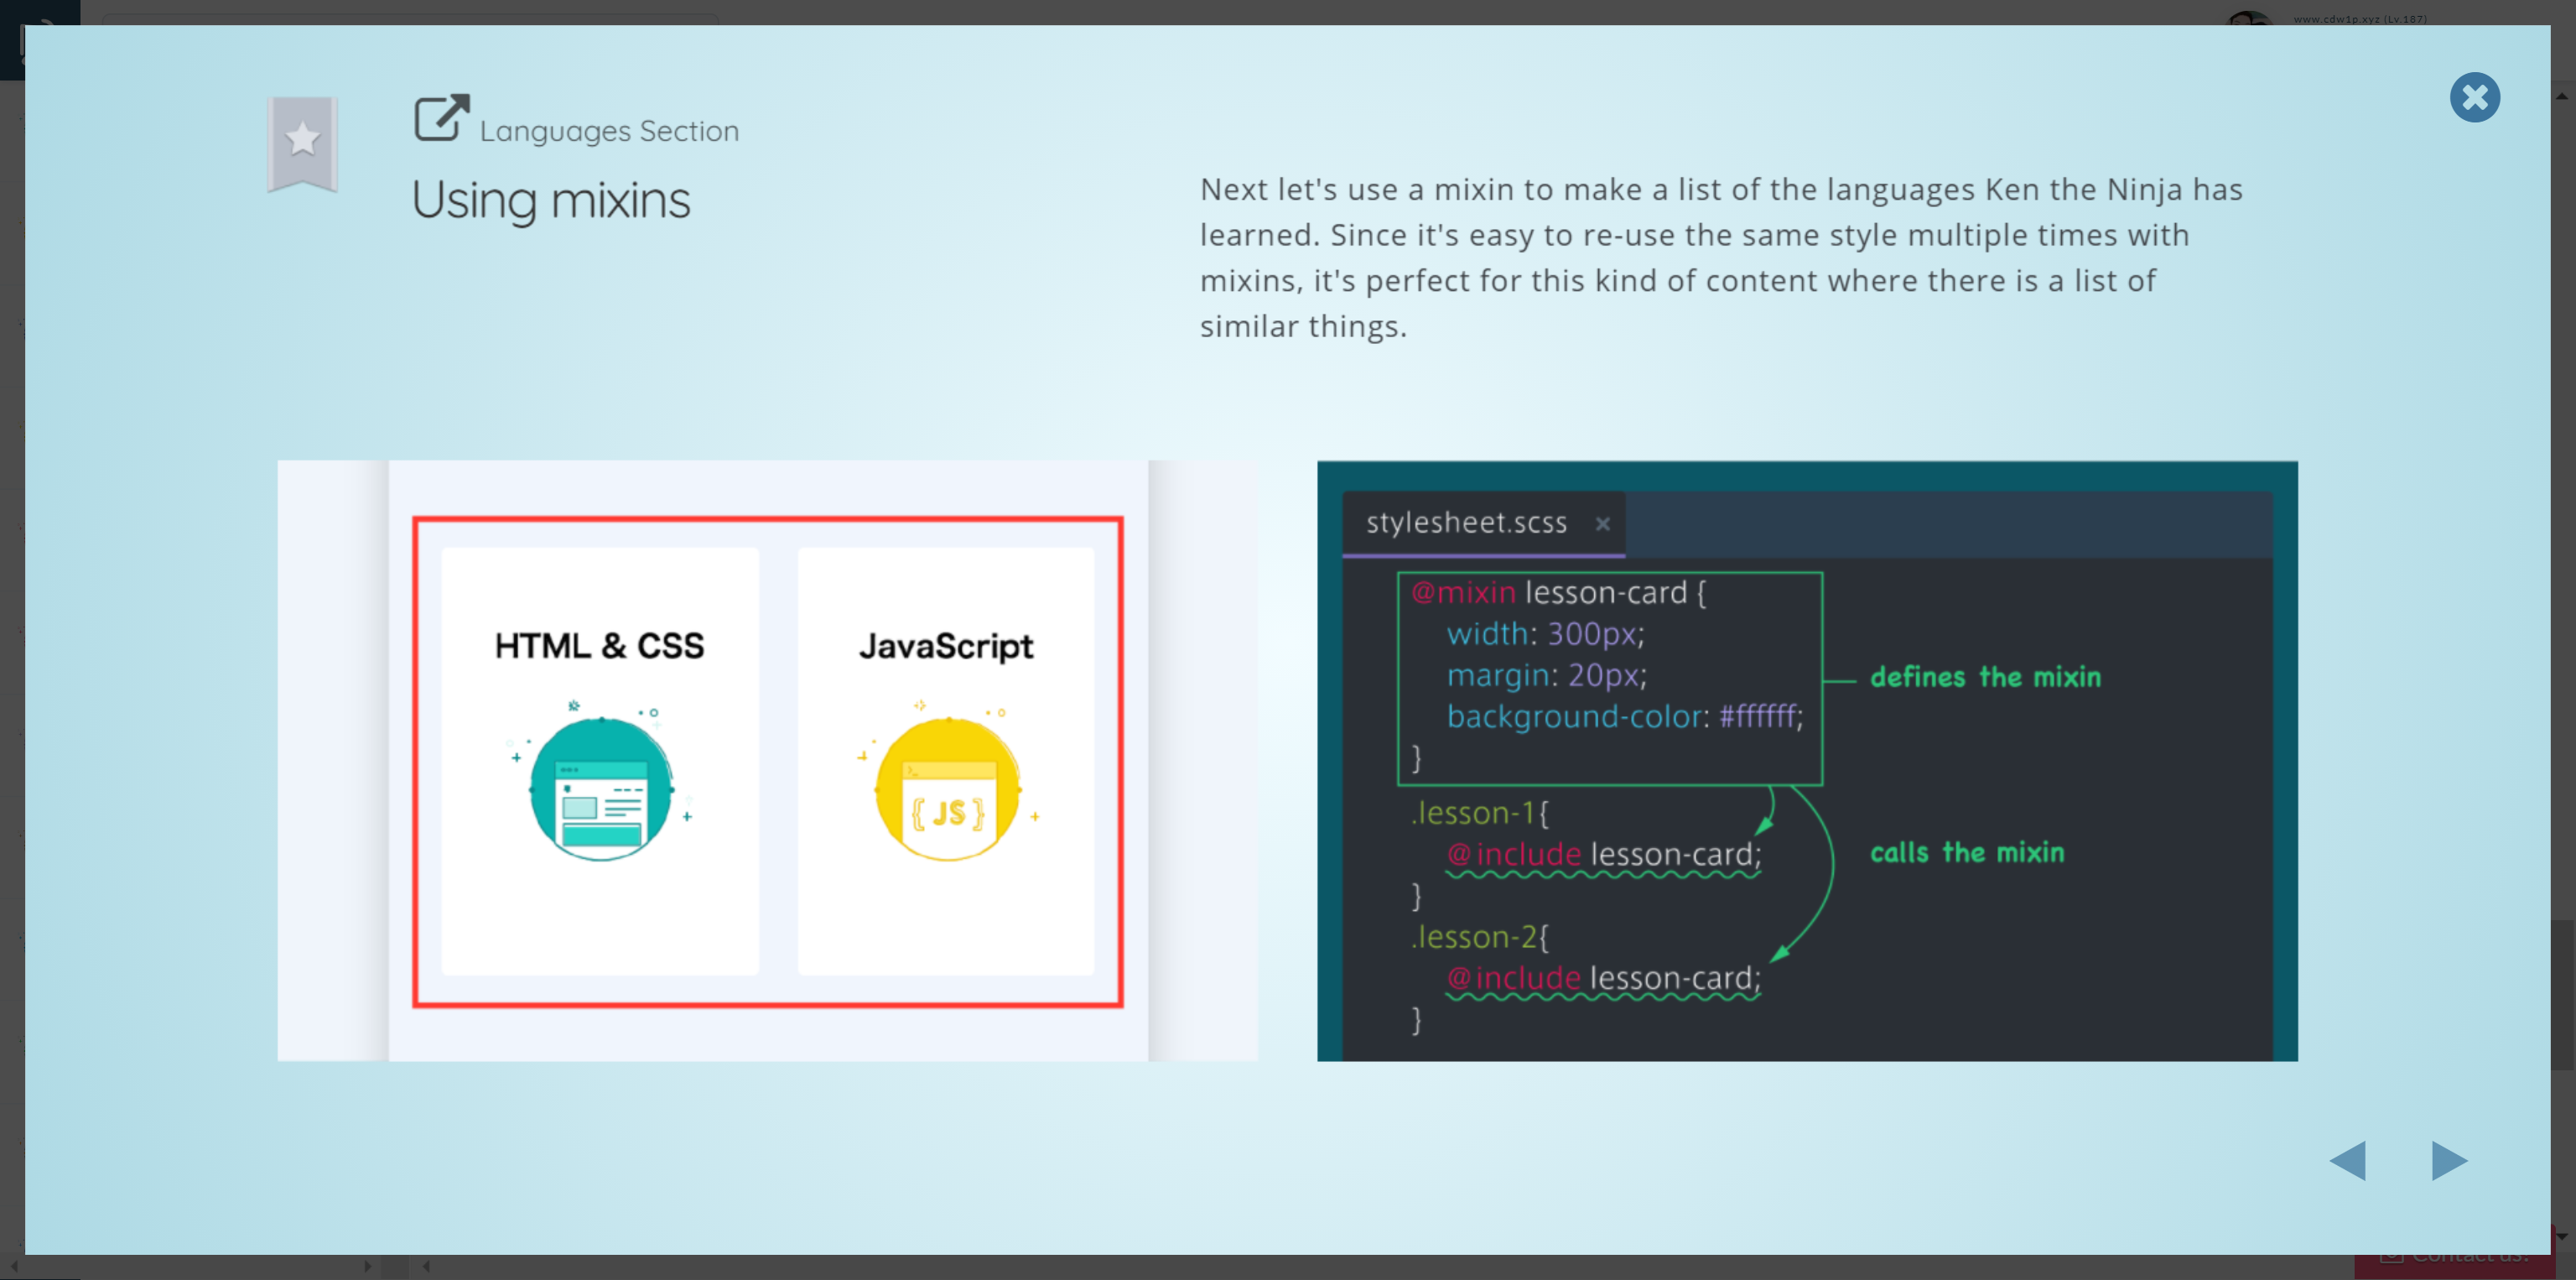 www.cdw1p.xyz (Lv.187)
Languages Section
Using mixins
Next let's use a mixin to make a list of the languages Ken the Ninja has
learned. Since it's easy to re-use the same style multiple times with
mixins, it's perfect for this kind of content where there is a list of
similar things.
HTML & CSS
JavaScript
{ JS }
stylesheet.scss
@mixin lesson-card {
width: 300px;
margin: 20px;
background-color: #ffffff;
}
defines the mixin
.lesson-1{
@include lesson-card;
}
calls the mixin
.lesson-2{
@include lesson-card;
}
Contact us!